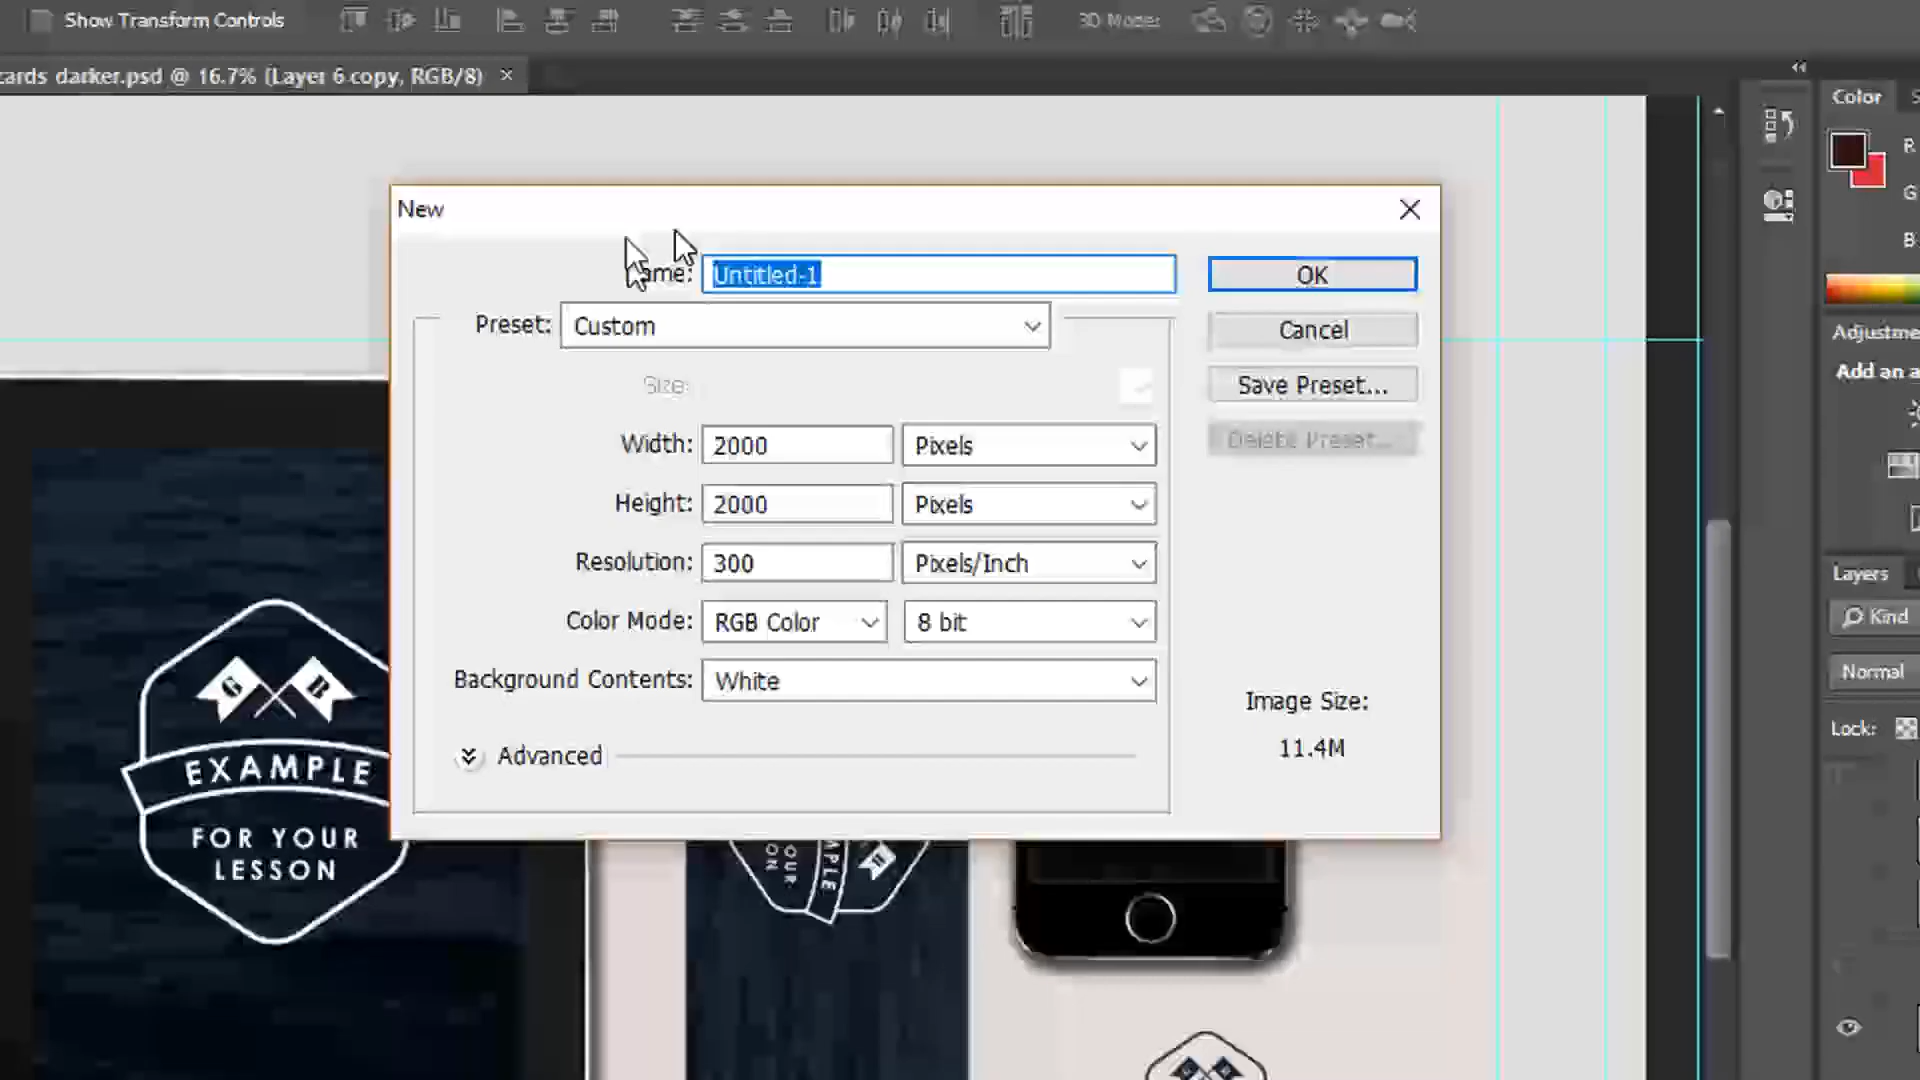 Show Transform Controls
3D Mode:
cards darker.psd @ 16.7% (Layer 6 copy, RGB/8) ×
Color
R
G
B
New
Name:
Untitled-1
OK
Preset: Custom
Cancel
Adjustme
Size:
Save Preset...
Add an a
Width: 2000 Pixels
Delete Preset...
Height: 2000 Pixels
Resolution: 300 Pixels/Inch
Layers
Color Mode: RGB Color 8 bit
Kind
Background Contents: White
Normal
Image Size:
11.4M
Lock:
Advanced
G R
EXAMPLE
FOR YOUR
LESSON